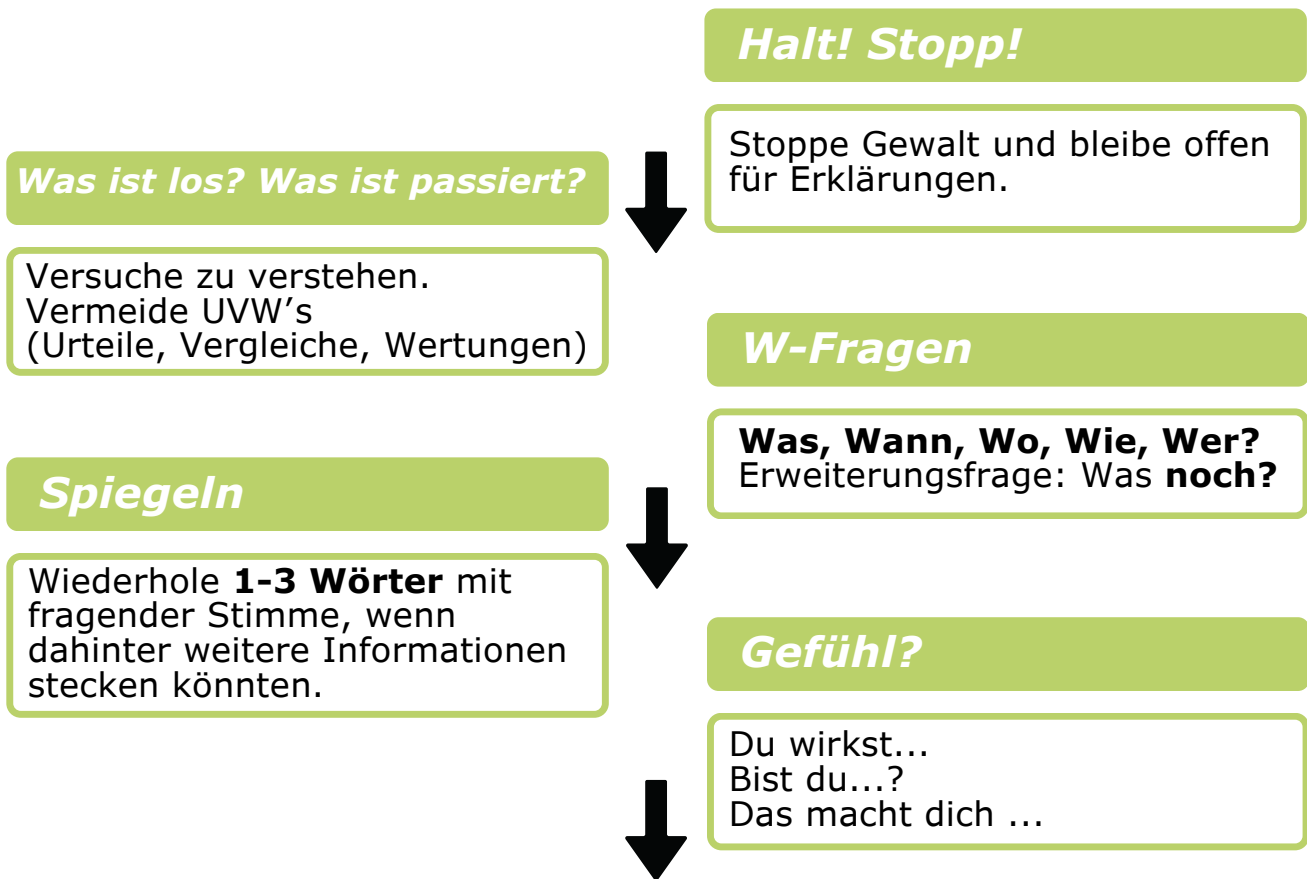 Halt! Stopp!
Stoppe Gewalt und bleibe offen
für Erklärungen.
Was ist los? Was ist passiert?
Versuche zu verstehen.
Vermeide UVW’s
(Urteile, Vergleiche, Wertungen)
W-Fragen
Was, Wann, Wo, Wie, Wer?
Erweiterungsfrage: Was noch?
Spiegeln
Wiederhole 1-3 Wörter mit
fragender Stimme, wenn
dahinter weitere Informationen
stecken könnten.
Gefühl?
Du wirkst...
Bist du...?
Das macht dich ...